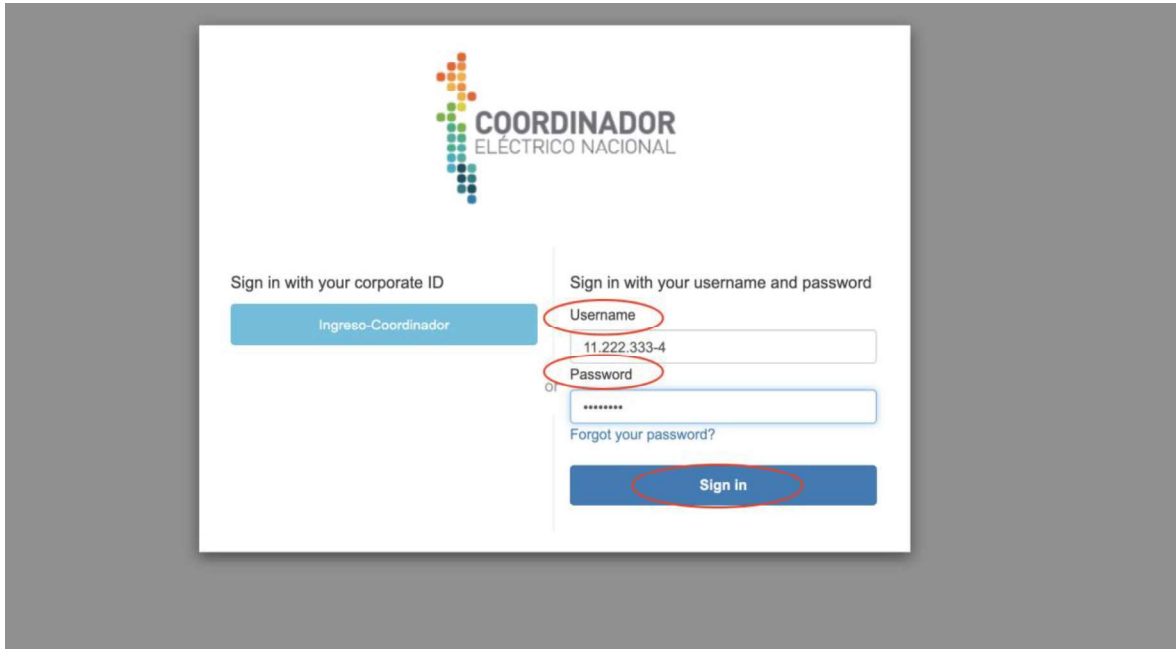 COORDINADOR
ELÉCTRICO NACIONAL
Sign in with your corporate ID
Ingreso-Coordinador
or
Sign in with your username and password
Username
11.222.333-4
Password
••••••••
Forgot your password?
Sign in